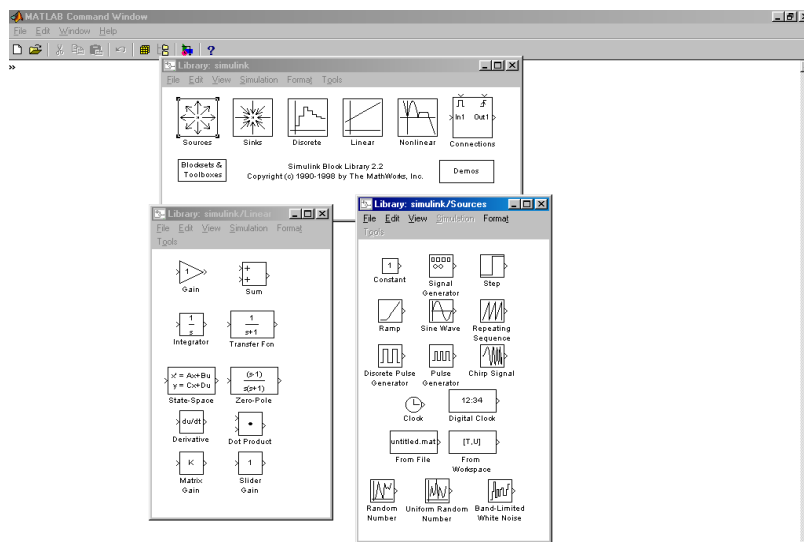 MATLAB Command Window
File Edit Window Help
?
»
Library: simulink
File Edit View Simulation Format Tools
In1 Out1
Sources Sinks Discrete Linear Nonlinear Connections
Blocksets &
Toolboxes
Simulink Block Library 2.2
Copyright (c) 1990-1998 by The MathWorks, Inc.
Demos
Library: simulink/Linear
File Edit View Simulation Format
Tools
1
+
+
Gain Sum
1
s
1
s+1
Integrator Transfer Fcn
x' = Ax+Bu
y = Cx+Du
(s-1)
s(s+1)
State-Space Zero-Pole
du/dt
Derivative Dot Product
K 1
Matrix
Gain
Slider
Gain
Library: simulink/Sources
File Edit View Simulation Format
Tools
1
Constant
Signal
Generator
Step
Ramp Sine Wave Repeating
Sequence
Discrete Pulse
Generator
Pulse
Generator
Chirp Signal
12:34
Clock Digital Clock
untitled.mat [T,U]
From File From
Workspace
Random
Number
Uniform Random
Number
Band-Limited
White Noise